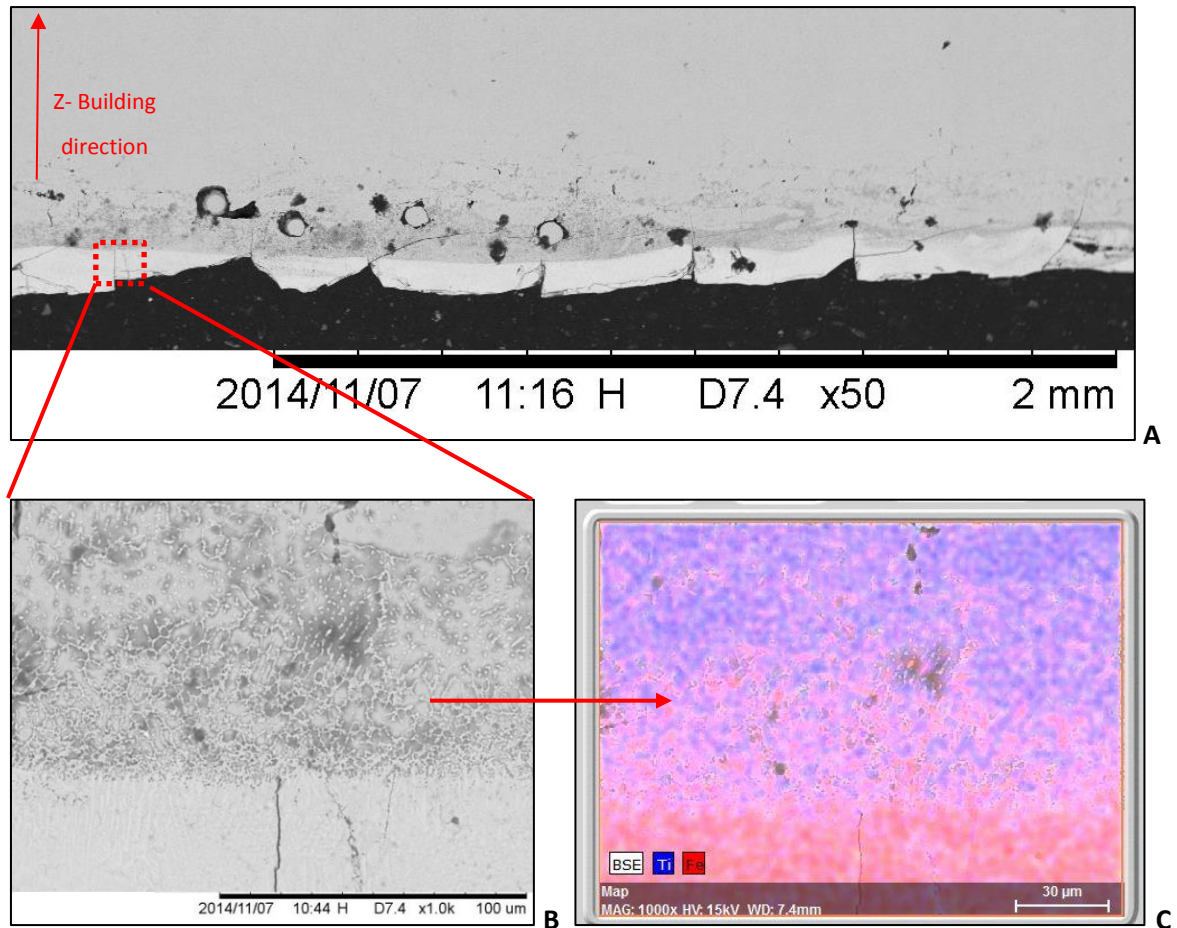 Z- Building
direction
2014/11/07 11:16 H D7.4 x50 2 mm
A
2014/11/07 10:44 H D7.4 x1.0k 100 um
B
BSE Ti Fe
Map
30 µm
MAG: 1000x HV: 15kV WD: 7.4mm
C